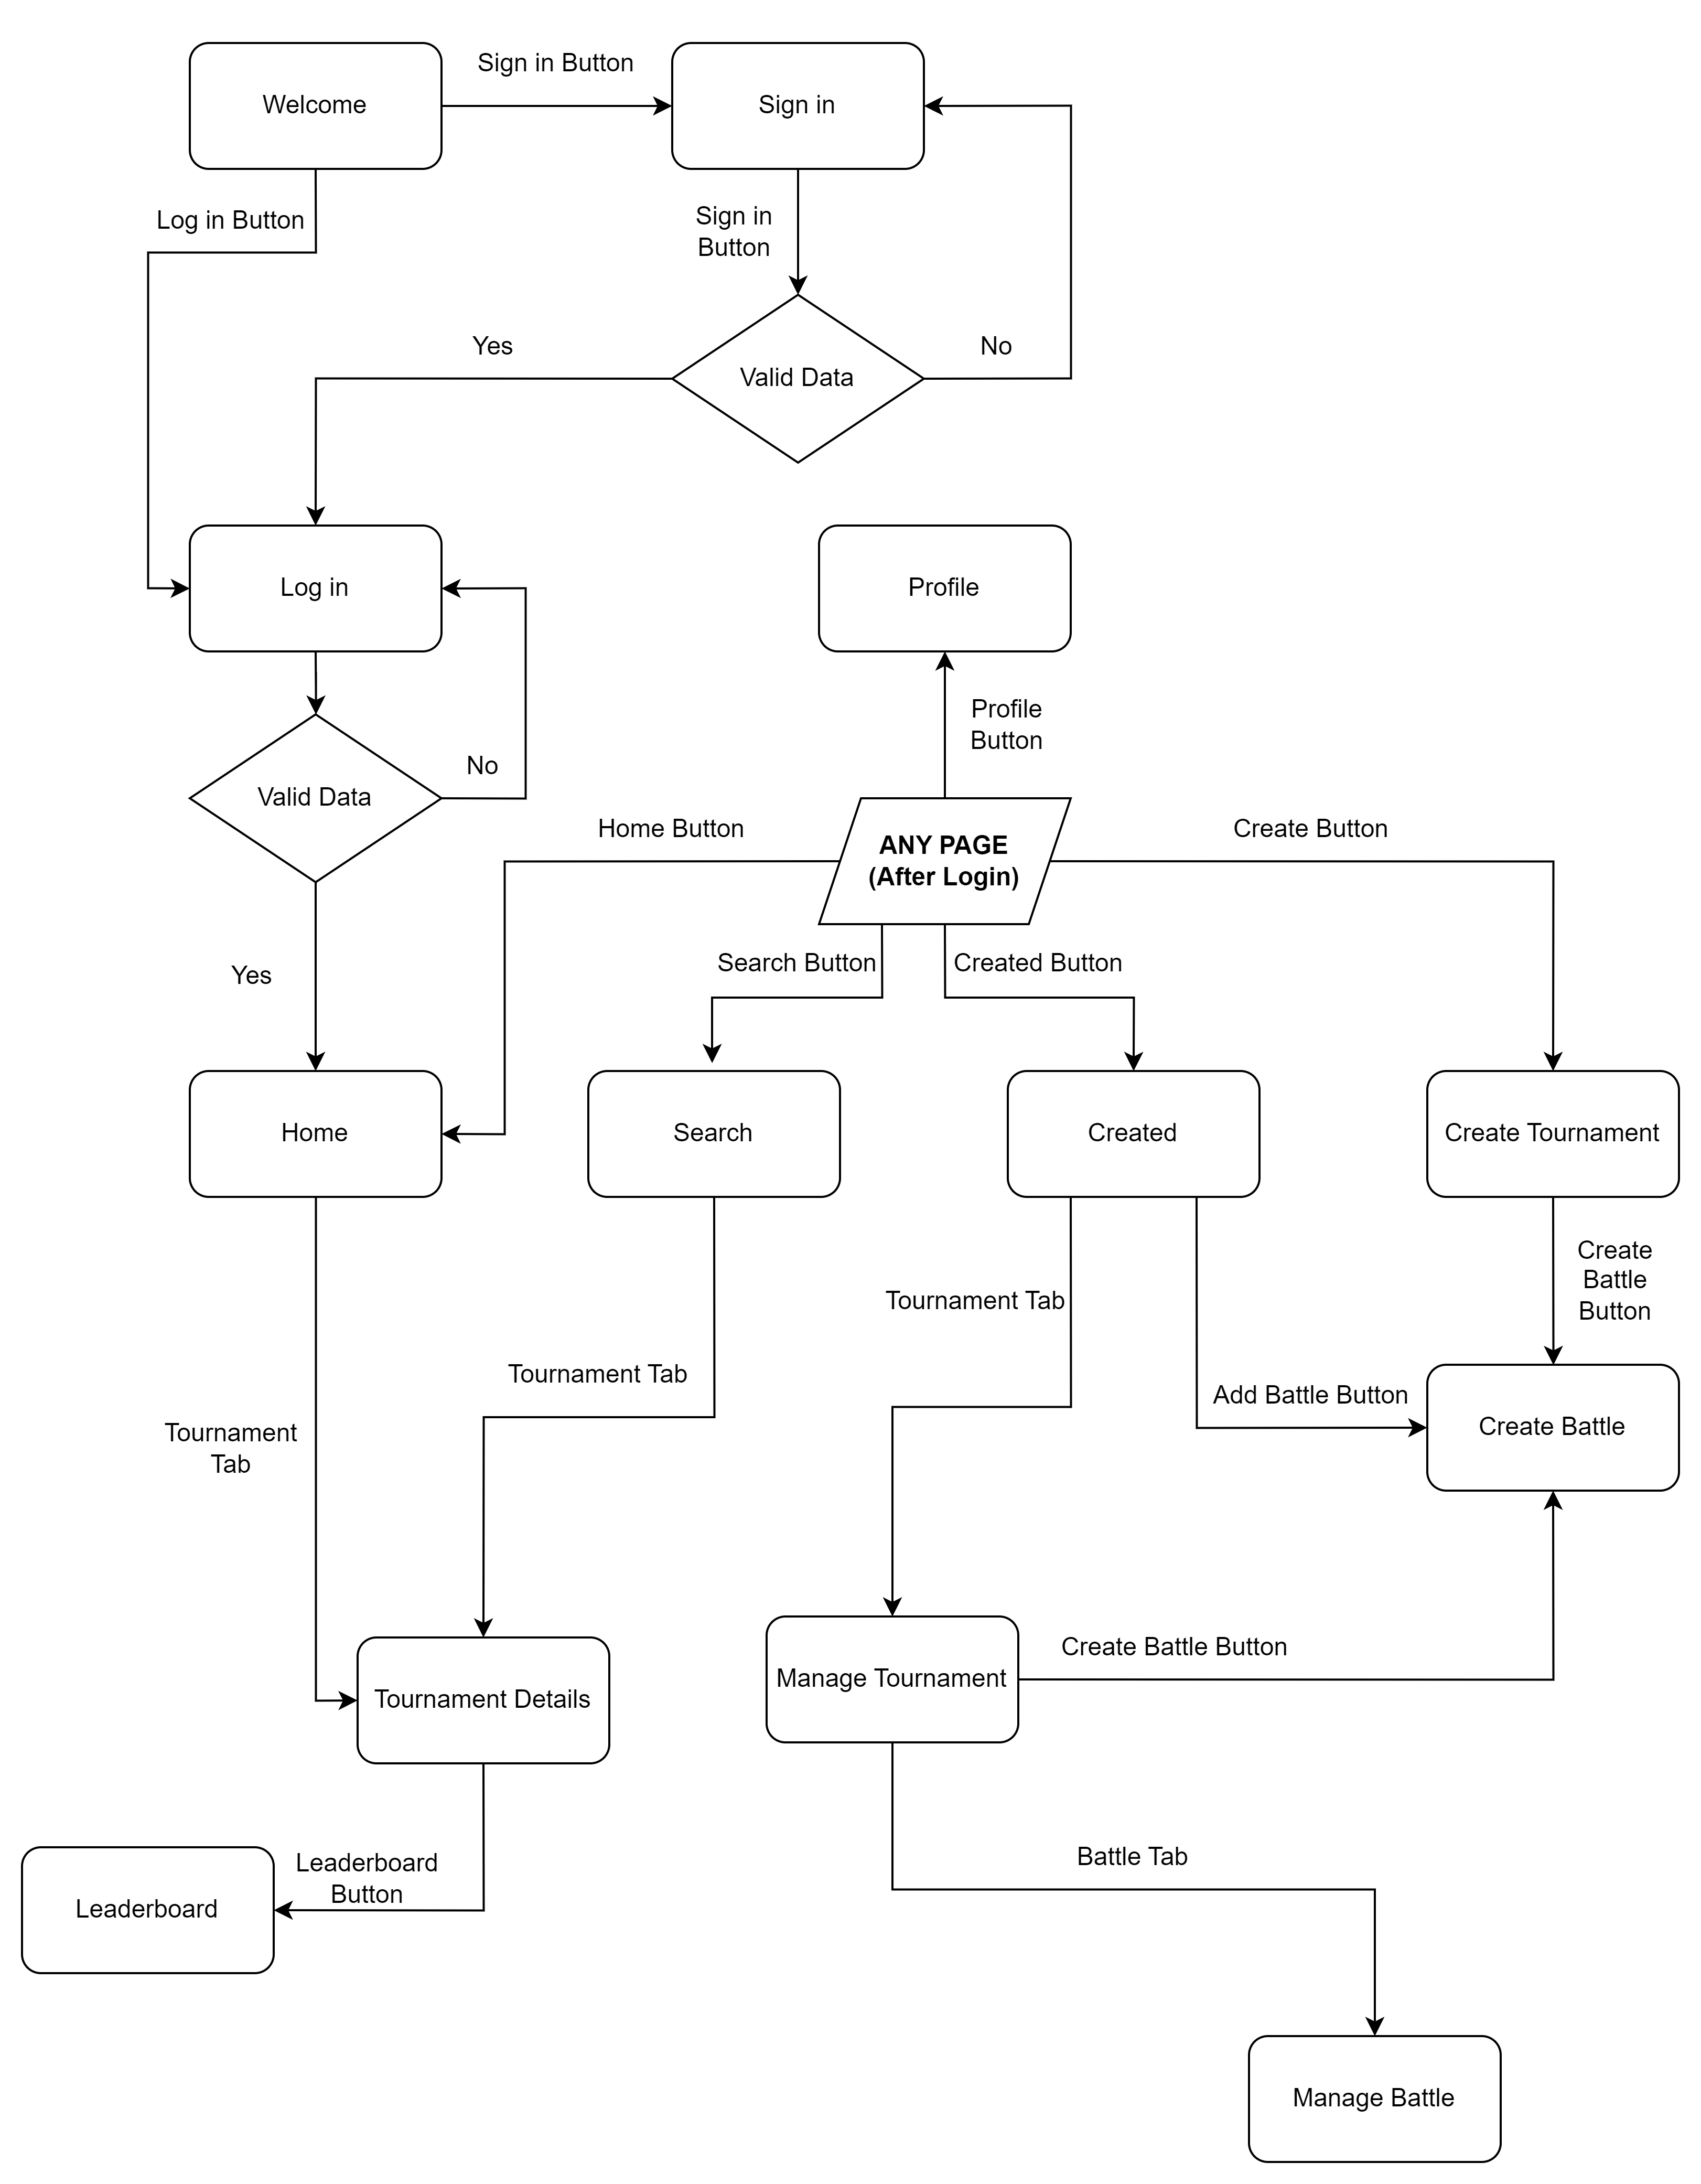 Welcome
Sign in Button
Sign in
Log in Button
Sign in
Button
Yes
Valid Data
No
Log in
Profile
Profile
Button
No
Valid Data
Home Button
ANY PAGE
(After Login)
Create Button
Search Button
Created Button
Yes
Home
Search
Created
Create Tournament
Create
Battle
Button
Tournament Tab
Tournament Tab
Add Battle Button
Create Battle
Tournament
Tab
Create Battle Button
Manage Tournament
Tournament Details
Battle Tab
Leaderboard
Button
Leaderboard
Manage Battle